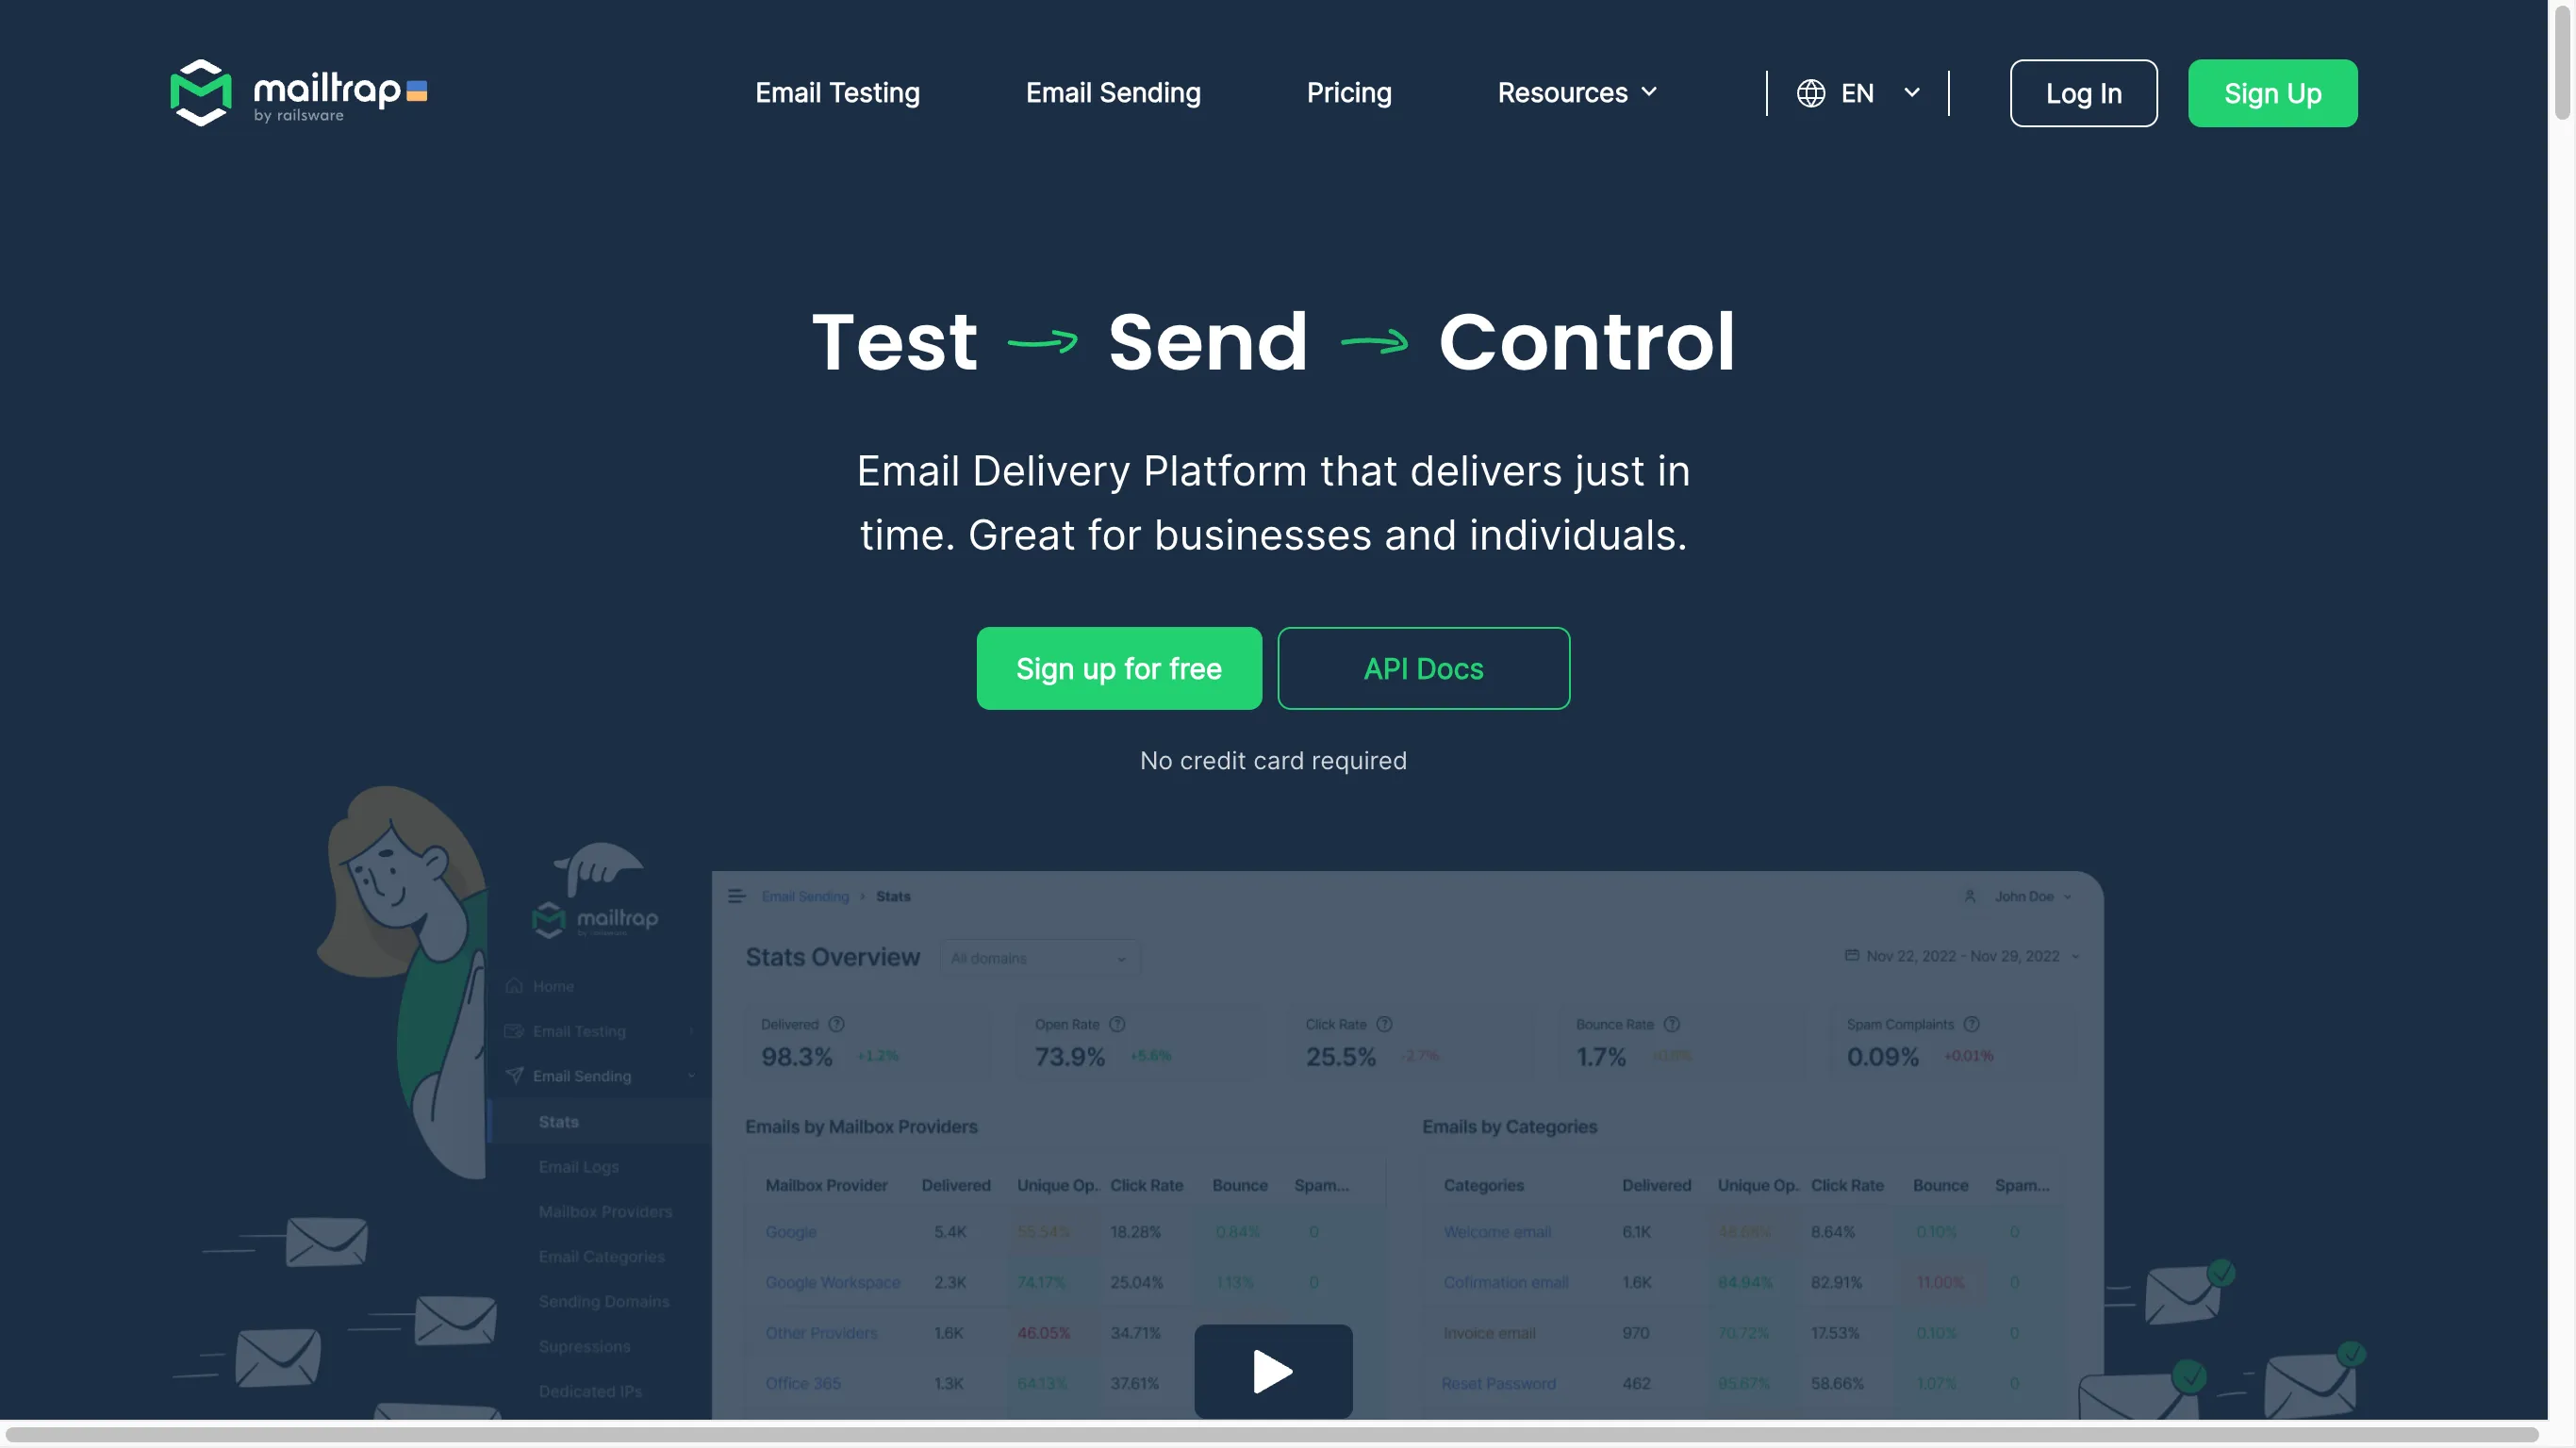 mailtrap
by railsware
Email Testing
Email Sending
Pricing
Resources
EN
Log In
Sign Up
Test Send Control
Email Delivery Platform that delivers just in
time. Great for businesses and individuals.
Sign up for free
API Docs
No credit card required
mailtrap
Home
Email Testing
Email Sending
Stats
Email Logs
Mailbox Providers
Email Categories
Sending Domains
Supressions
Dedicated IPs
Email Sending › Stats
John Doe
Stats Overview
All domains
Nov 22, 2022 - Nov 29, 2022
Delivered
98.3% +1.2%
Open Rate
73.9% +5.6%
Click Rate
25.5% -2.7%
Bounce Rate
1.7%
Spam Complaints
0.09% +0.01%
Emails by Mailbox Providers
Mailbox Provider Delivered Unique Op.. Click Rate Bounce Spam...
Google 5.4K 55.54% 18.28% 0.84% 0
Google Workspace 2.3K 74.17% 25.04% 1.13% 0
Other Providers 1.6K 46.05% 34.71%
Office 365 1.3K 64.13% 37.61%
Emails by Categories
Categories Delivered Unique Op.. Click Rate Bounce Spam...
Welcome email 6.1K 8.64% 0.10% 0
Cofirmation email 1.6K 84.94% 82.91% 11.00% 0
Invoice email 970 70.72% 17.53% 0.10% 0
Reset Password 462 95.67% 58.66% 1.07% 0